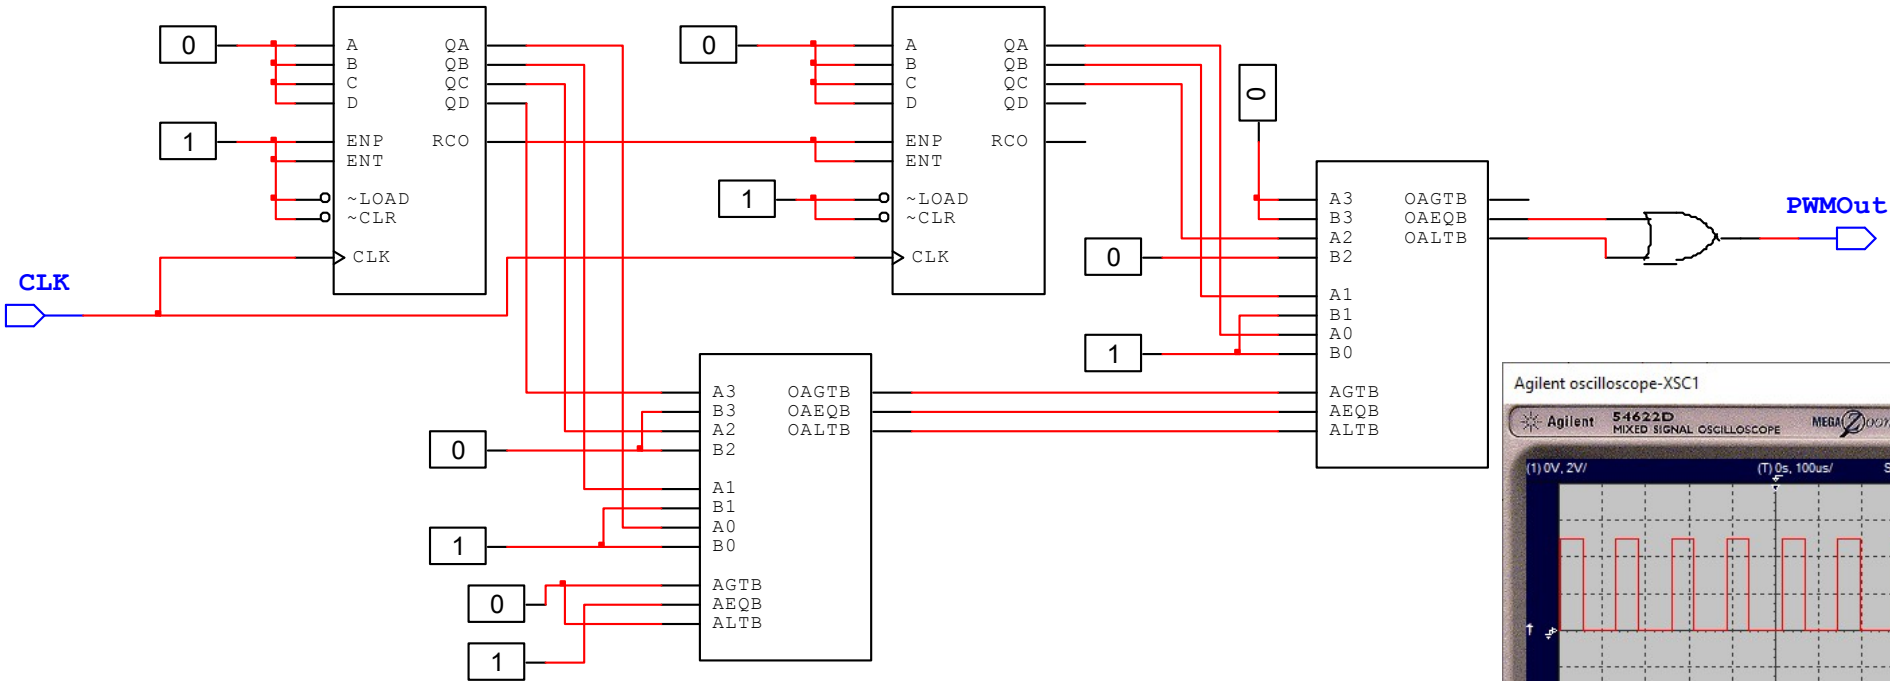 0
A QA
B QB
C QC
D QD
1
ENP RCO
ENT
~LOAD
~CLR
CLK
CLK
0
A QA
B QB
C QC
D QD
ENP RCO
ENT
1
~LOAD
~CLR
CLK
0
A3 OAGTB
B3 OAEQB
A2 OALTB
0
B2
A1
B1
A0
1
B0
AGTB
AEQB
ALTB
PWMOut
A3 OAGTB
B3 OAEQB
A2 OALTB
0
B2
A1
B1
A0
1
B0
0
AGTB
AEQB
ALTB
1
Agilent oscilloscope-XSC1
Agilent 54622D
MIXED SIGNAL OSCILLOSCOPE
MEGA Zoom
(1) 0V, 2V/ (T) 0s, 100us/ S